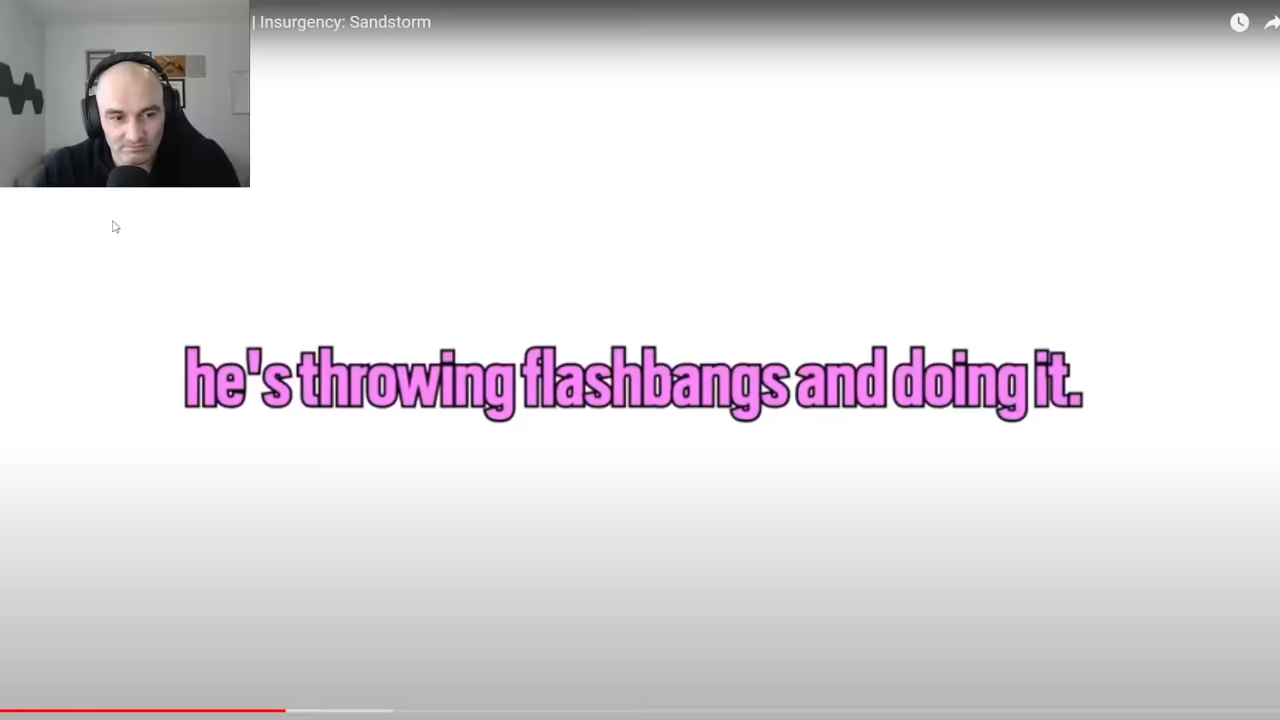 | Insurgency: Sandstorm
he's throwing flashbangs and doing it.